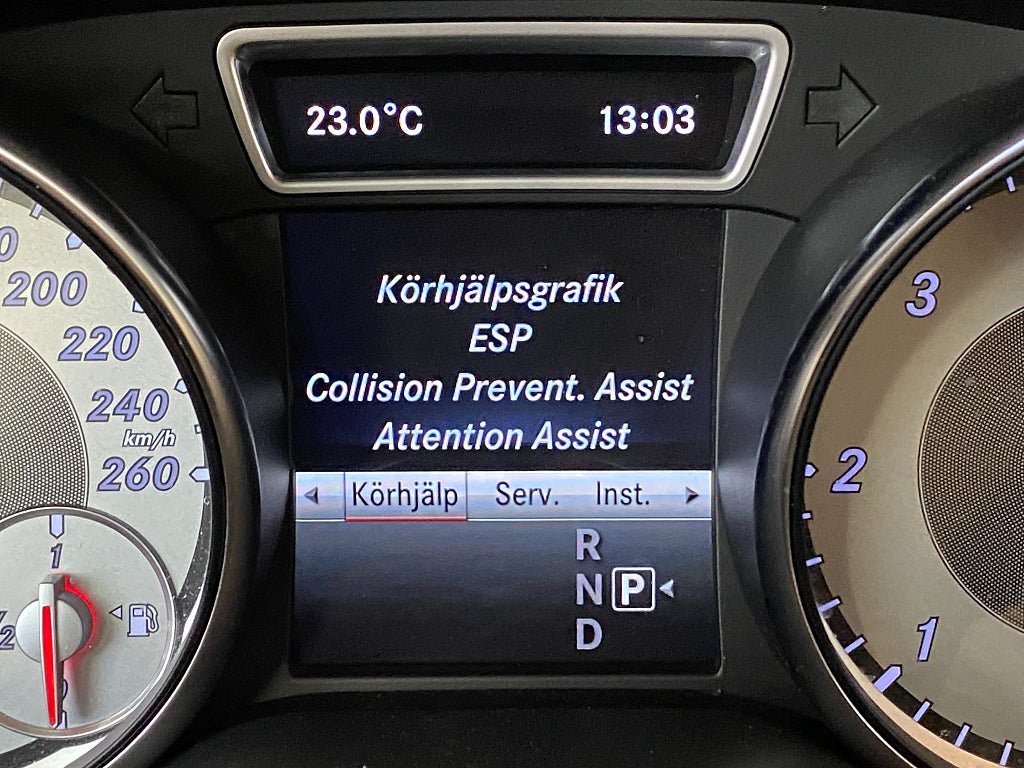 23.0°C 13:03
Körhjälpsgrafik
ESP
Collision Prevent. Assist
Attention Assist
Körhjälp Serv. Inst.
R
N P
D
200
220
240
km/h
260
1
0
3
2
1